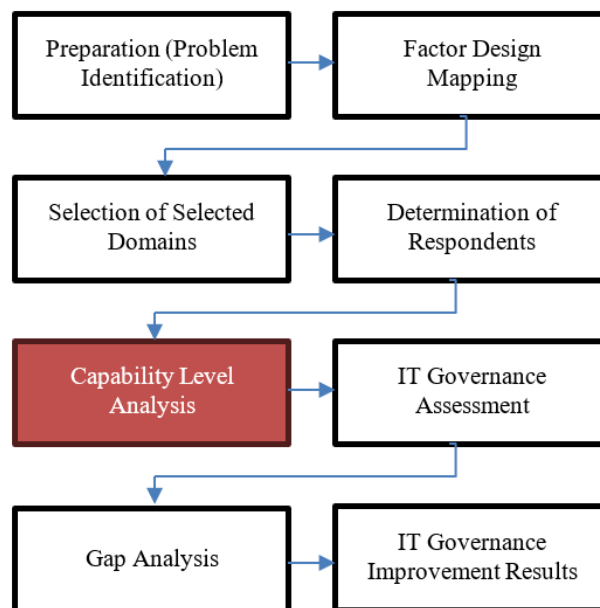 Preparation (Problem
Identification)
Factor Design
Mapping
Selection of Selected
Domains
Determination of
Respondents
Capability Level
Analysis
IT Governance
Assessment
Gap Analysis
IT Governance
Improvement Results